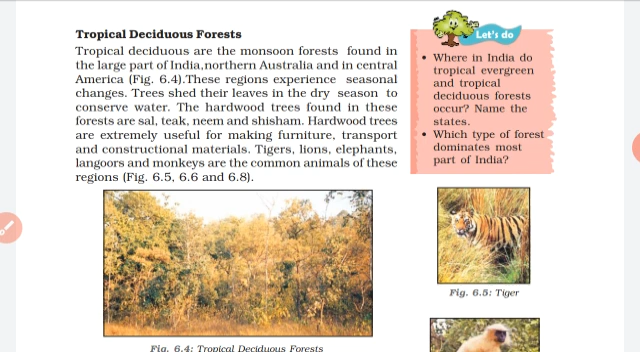 Tropical Deciduous Forests
Tropical deciduous are the monsoon forests found in
the large part of India,northern Australia and in central
America (Fig. 6.4).These regions experience seasonal
changes. Trees shed their leaves in the dry season to
conserve water. The hardwood trees found in these
forests are sal, teak, neem and shisham. Hardwood trees
are extremely useful for making furniture, transport
and constructional materials. Tigers, lions, elephants,
langoors and monkeys are the common animals of these
regions (Fig. 6.5, 6.6 and 6.8).
Fig. 6.4: Tropical Deciduous Forests
Let's do
• Where in India do
tropical evergreen
and tropical
deciduous forests
occur? Name the
states.
• Which type of forest
dominates most
part of India?
Fig. 6.5: Tiger